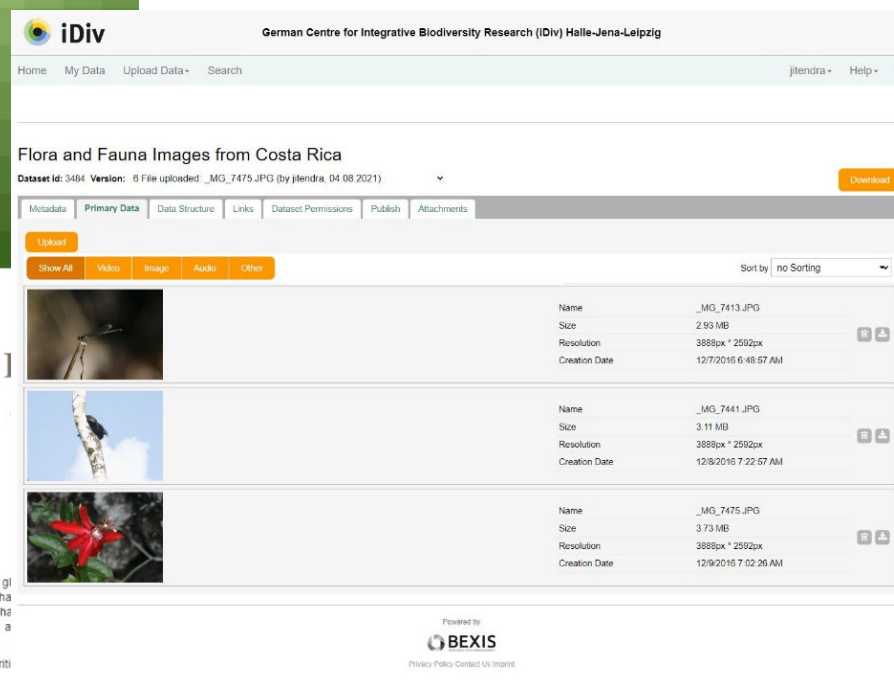 iDiv German Centre for Integrative Biodiversity Research (iDiv) Halle-Jena-Leipzig
Home My Data Upload Data Search jitendra Help
Flora and Fauna Images from Costa Rica
Dataset Id: 3484 Version: 6 File uploaded: _MG_7475.JPG (by jitendra, 04.08.2021)
Download
Metadata Primary Data Data Structure Links Dataset Permissions Publish Attachments
Upload
Show All Video Image Audio Other Sort by no Sorting
Name _MG_7413.JPG
Size 2.93 MB
Resolution 3888px * 2592px
Creation Date 12/7/2016 6:48:57 AM
Name _MG_7441.JPG
Size 3.11 MB
Resolution 3888px * 2592px
Creation Date 12/8/2016 7:22:57 AM
Name _MG_7475.JPG
Size 3.73 MB
Resolution 3888px * 2592px
Creation Date 12/9/2016 7:02:26 AM
Powered by
BEXIS
Privacy Policy Contact Us Imprint